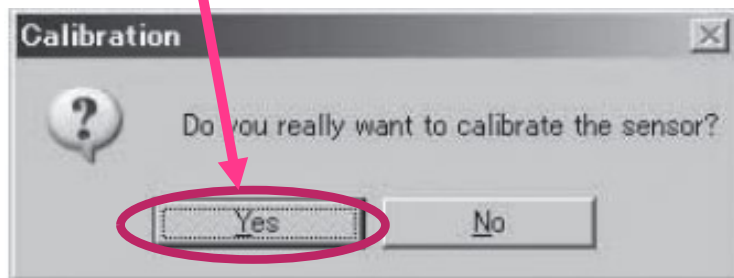 Calibration
Do you really want to calibrate the sensor?
Yes
No